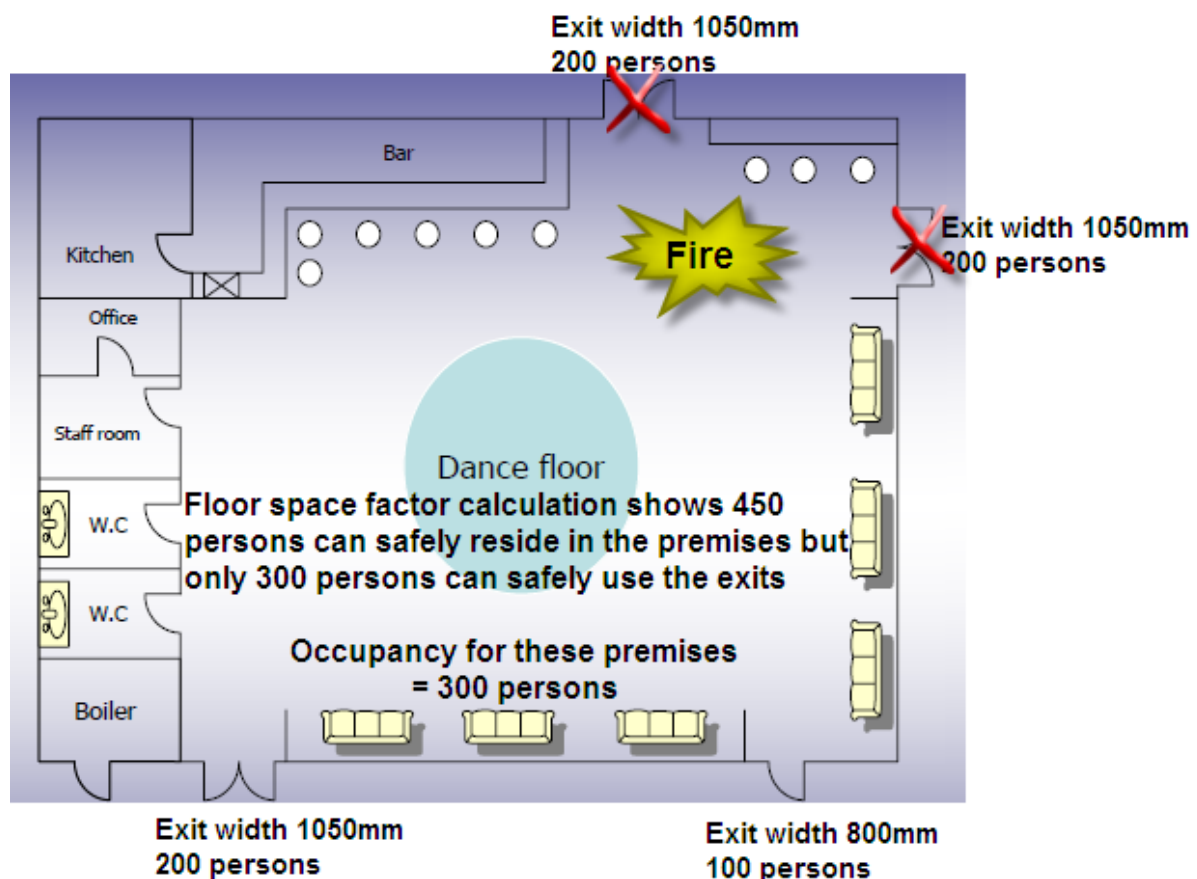 Exit width 1050mm
200 persons
Bar
Kitchen
Fire
Exit width 1050mm
200 persons
Office
Staff room
Dance floor
Floor space factor calculation shows 450
persons can safely reside in the premises but
only 300 persons can safely use the exits
W.C
W.C
Occupancy for these premises
= 300 persons
Boiler
Exit width 1050mm
200 persons
Exit width 800mm
100 persons